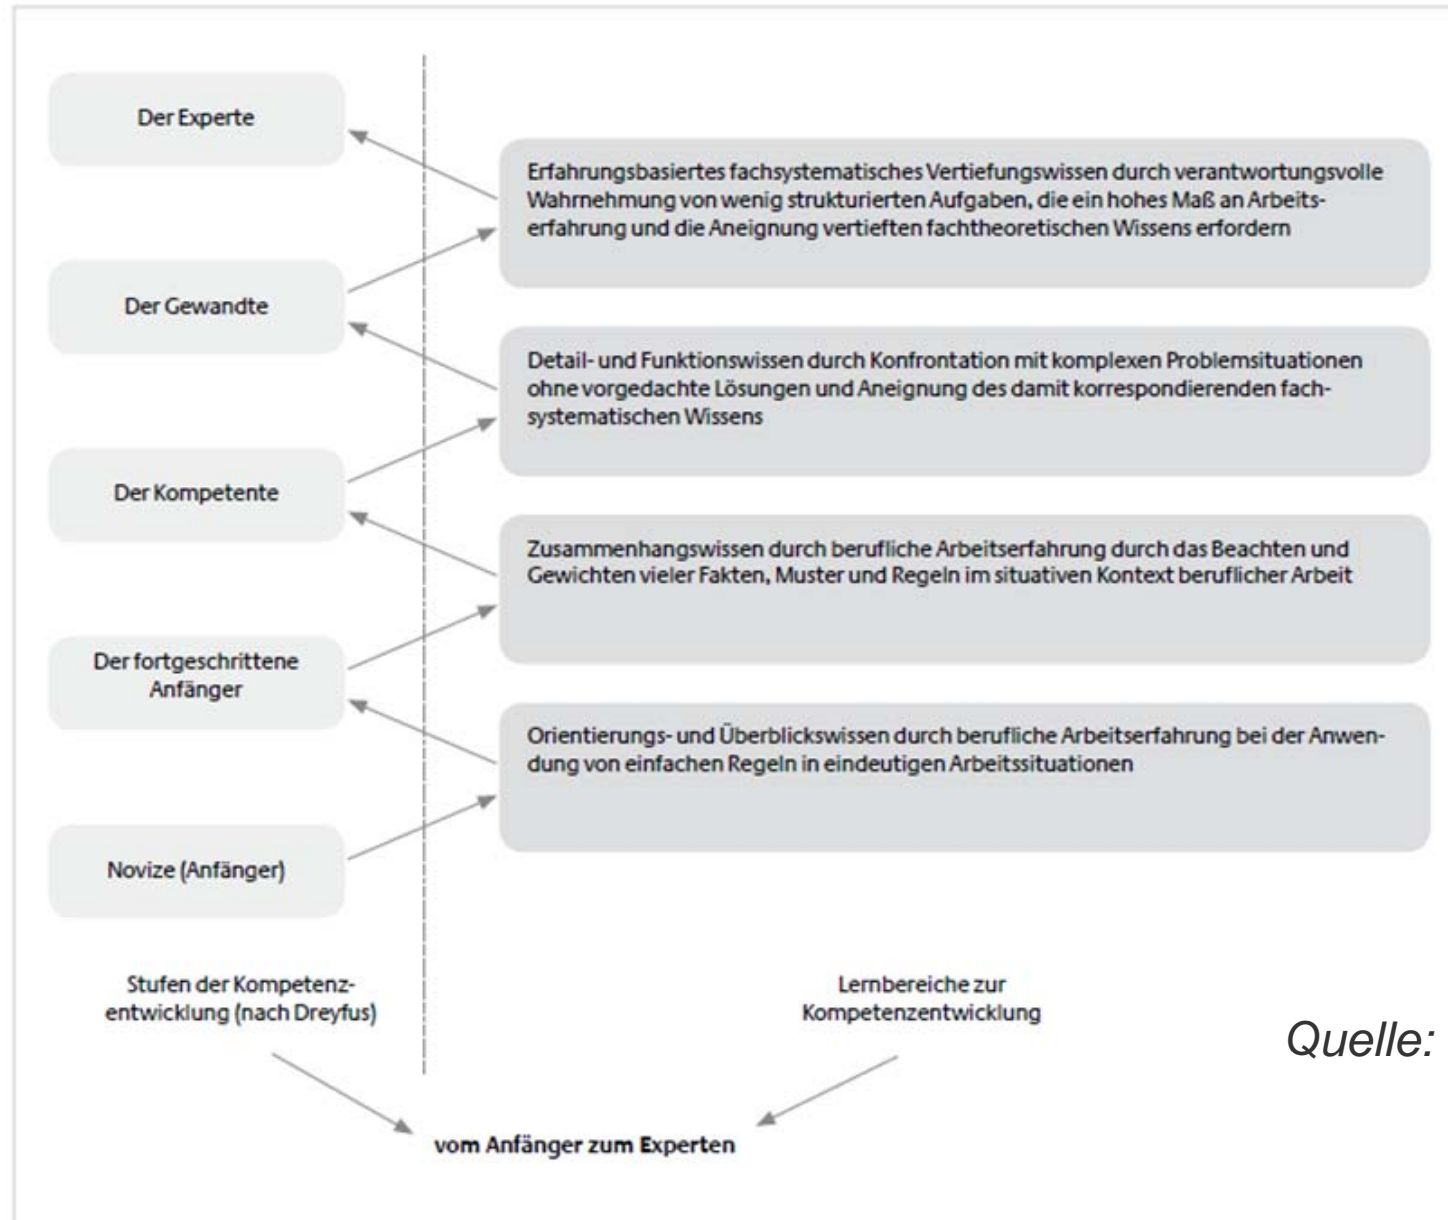 Der Experte
Erfahrungsbasiertes fachsystematisches Vertiefungswissen durch verantwortungsvolle
Wahrnehmung von wenig strukturierten Aufgaben, die ein hohes Maß an Arbeits-
erfahrung und die Aneignung vertieften fachtheoretischen Wissens erfordern
Der Gewandte
Detail- und Funktionswissen durch Konfrontation mit komplexen Problemsituationen
ohne vorgedachte Lösungen und Aneignung des damit korrespondierenden fach-
systematischen Wissens
Der Kompetente
Zusammenhangswissen durch berufliche Arbeitserfahrung durch das Beachten und
Gewichten vieler Fakten, Muster und Regeln im situativen Kontext beruflicher Arbeit
Der fortgeschrittene
Anfänger
Orientierungs- und Überblickswissen durch berufliche Arbeitserfahrung bei der Anwen-
dung von einfachen Regeln in eindeutigen Arbeitssituationen
Novize (Anfänger)
Stufen der Kompetenz-
entwicklung (nach Dreyfus)
Lernbereiche zur
Kompetenzentwicklung
Quelle:
vom Anfänger zum Experten